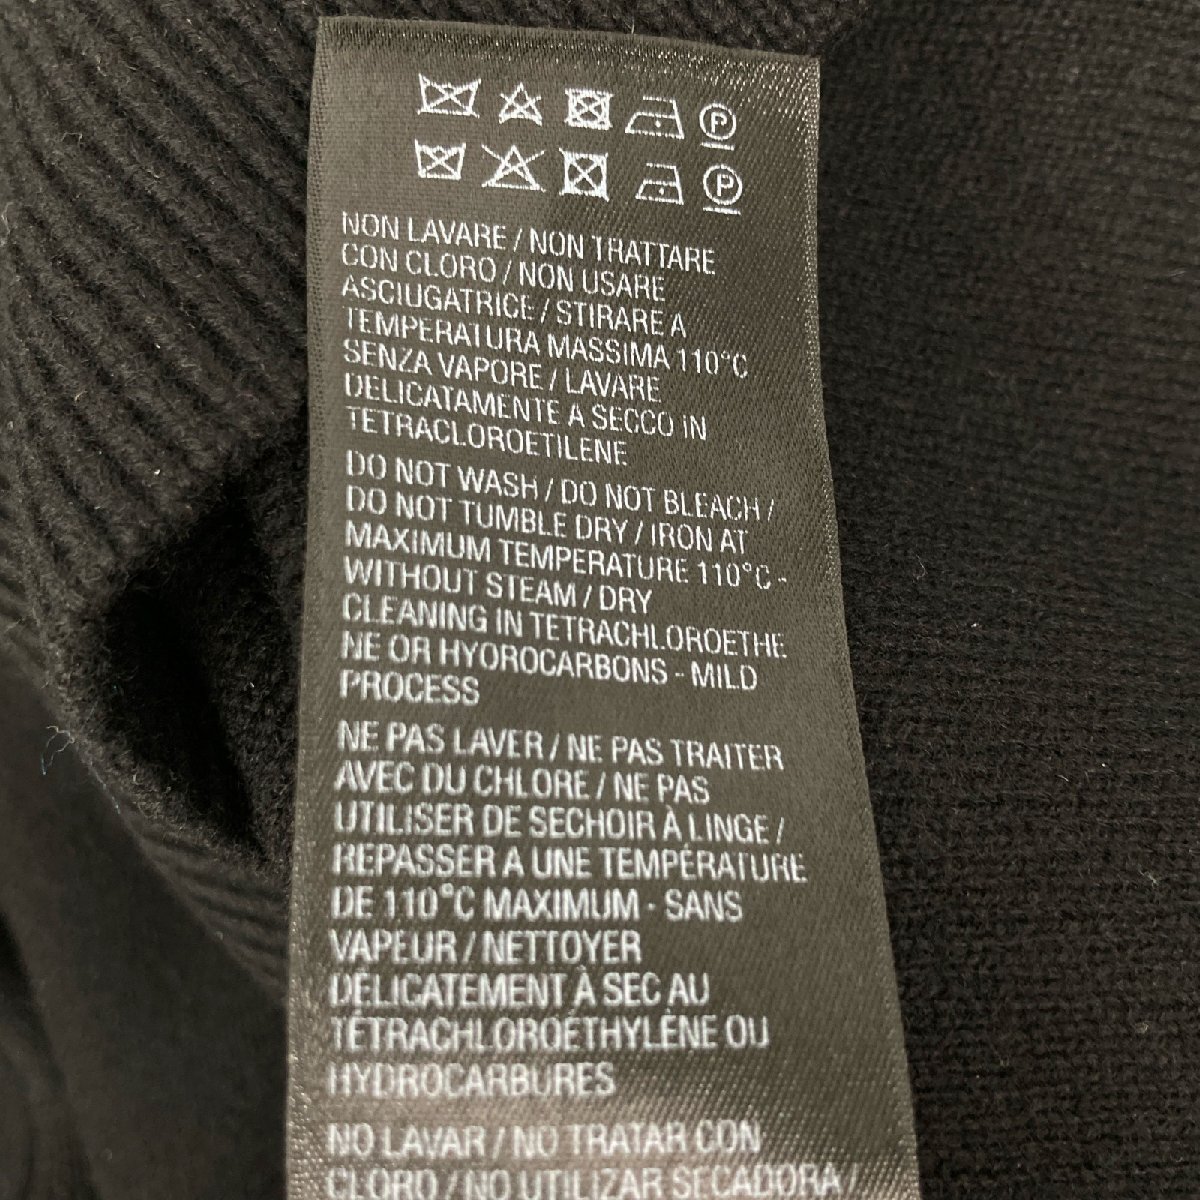 P
P
NON LAVARE / NON TRATTARE
CON CLORO / NON USARE
ASCIUGATRICE / STIRARE A
TEMPERATURA MASSIMA 110°C
SENZA VAPORE / LAVARE
DELICATAMENTE A SECCO IN
TETRACLOROETILENE
DO NOT WASH / DO NOT BLEACH /
DO NOT TUMBLE DRY / IRON AT
MAXIMUM TEMPERATURE 110°C -
WITHOUT STEAM / DRY
CLEANING IN TETRACHLOROETHE
NE OR HYOROCARBONS - MILD
PROCESS
NE PAS LAVER / NE PAS TRAITER
AVEC DU CHLORE / NE PAS
UTILISER DE SECHOIR À LINGE /
REPASSER A UNE TEMPÉRATURE
DE 110°C MAXIMUM - SANS
VAPEUR / NETTOYER
DÉLICATEMENT À SEC AU
TÉTRACHLOROÉTHYLÈNE OU
HYDROCARBURES
NO LAVAR / NO TRATAR CON
CLORO / NO UTILIZAR SECADORA /